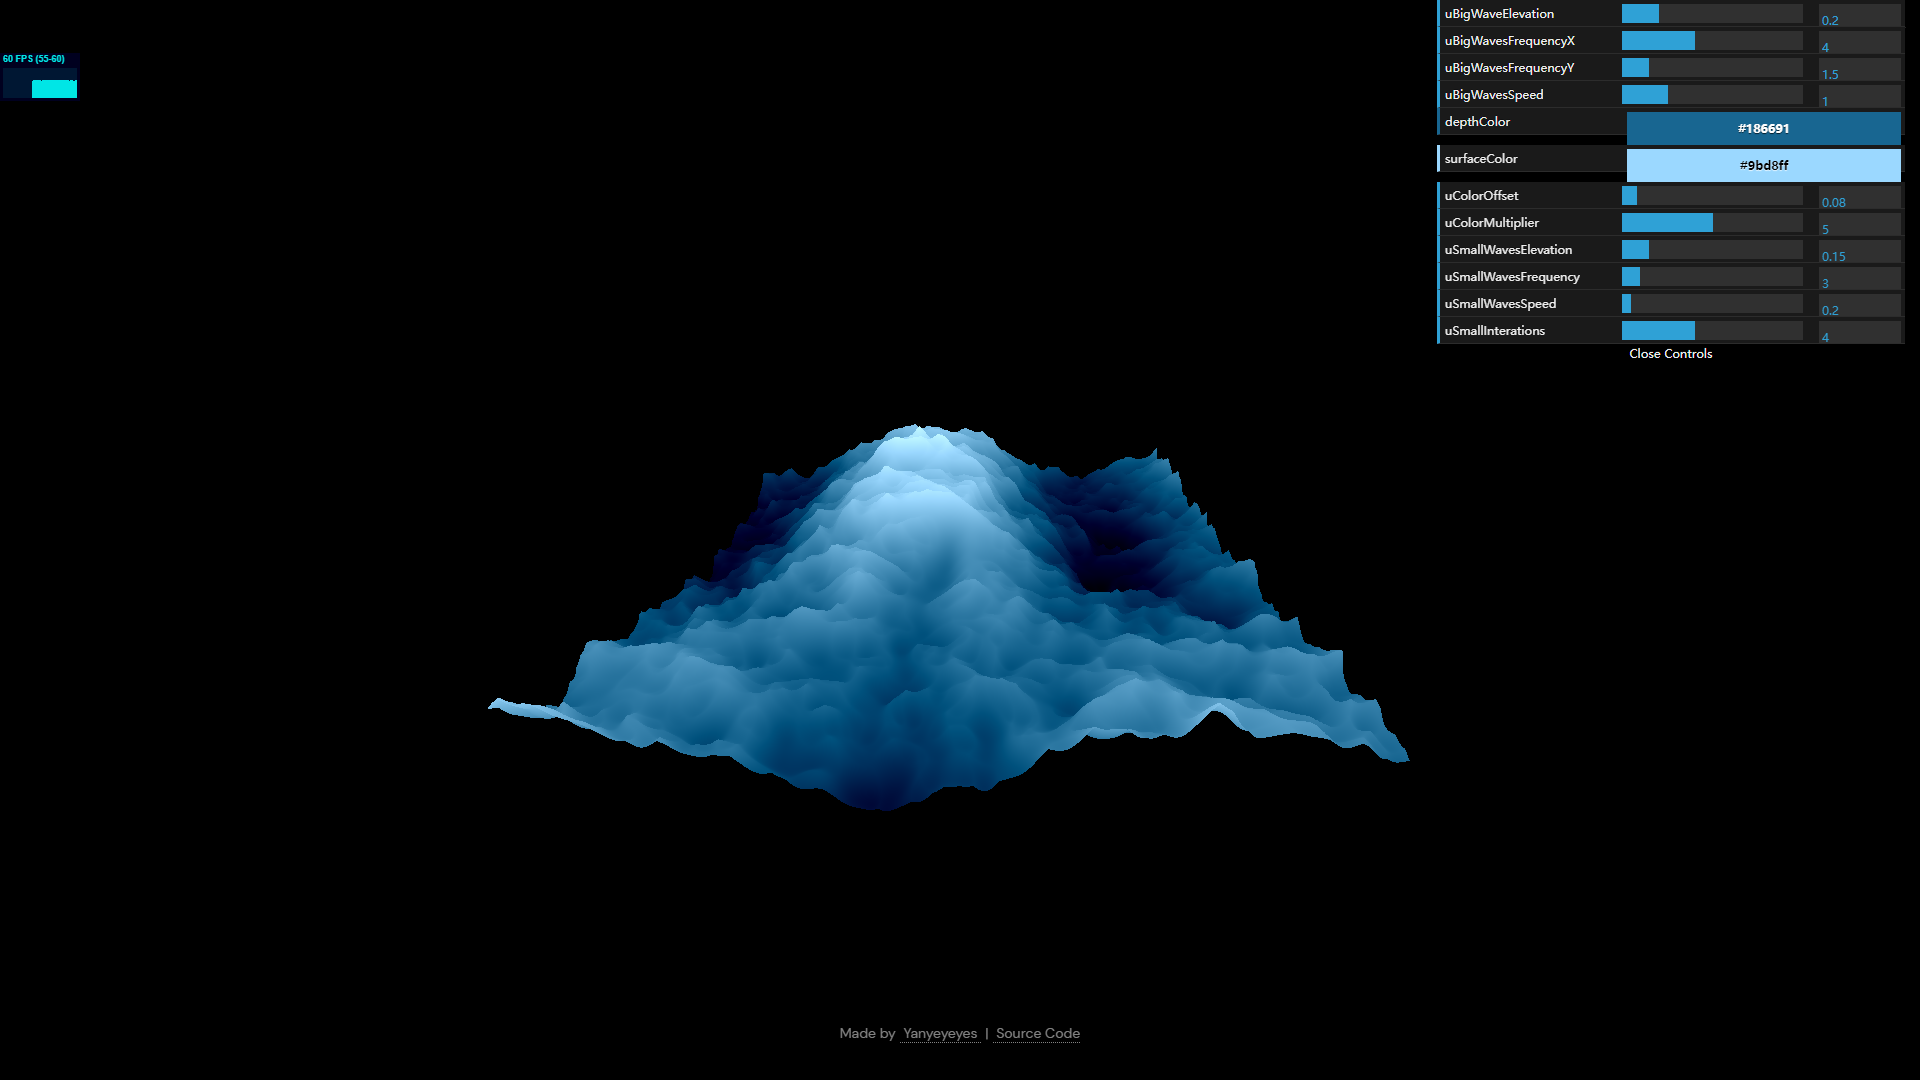 60 FPS (55-60)
uBigWaveElevation 0.2
uBigWavesFrequencyX 4
uBigWavesFrequencyY 1.5
uBigWavesSpeed 1
depthColor #186691
surfaceColor #9bd8ff
uColorOffset 0.08
uColorMultiplier 5
uSmallWavesElevation 0.15
uSmallWavesFrequency 3
uSmallWavesSpeed 0.2
uSmallInterations 4
Close Controls
Made by Yanyeyeyes | Source Code